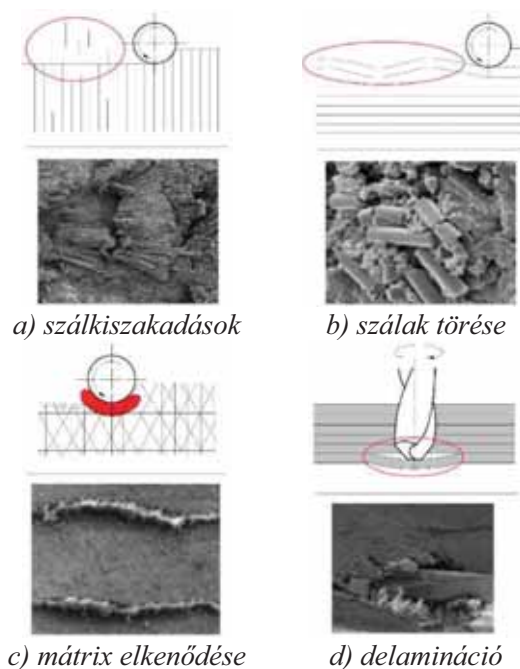 a) szálkiszakadások
b) szálak törése
c) mátrix elkenődése
d) delamináció